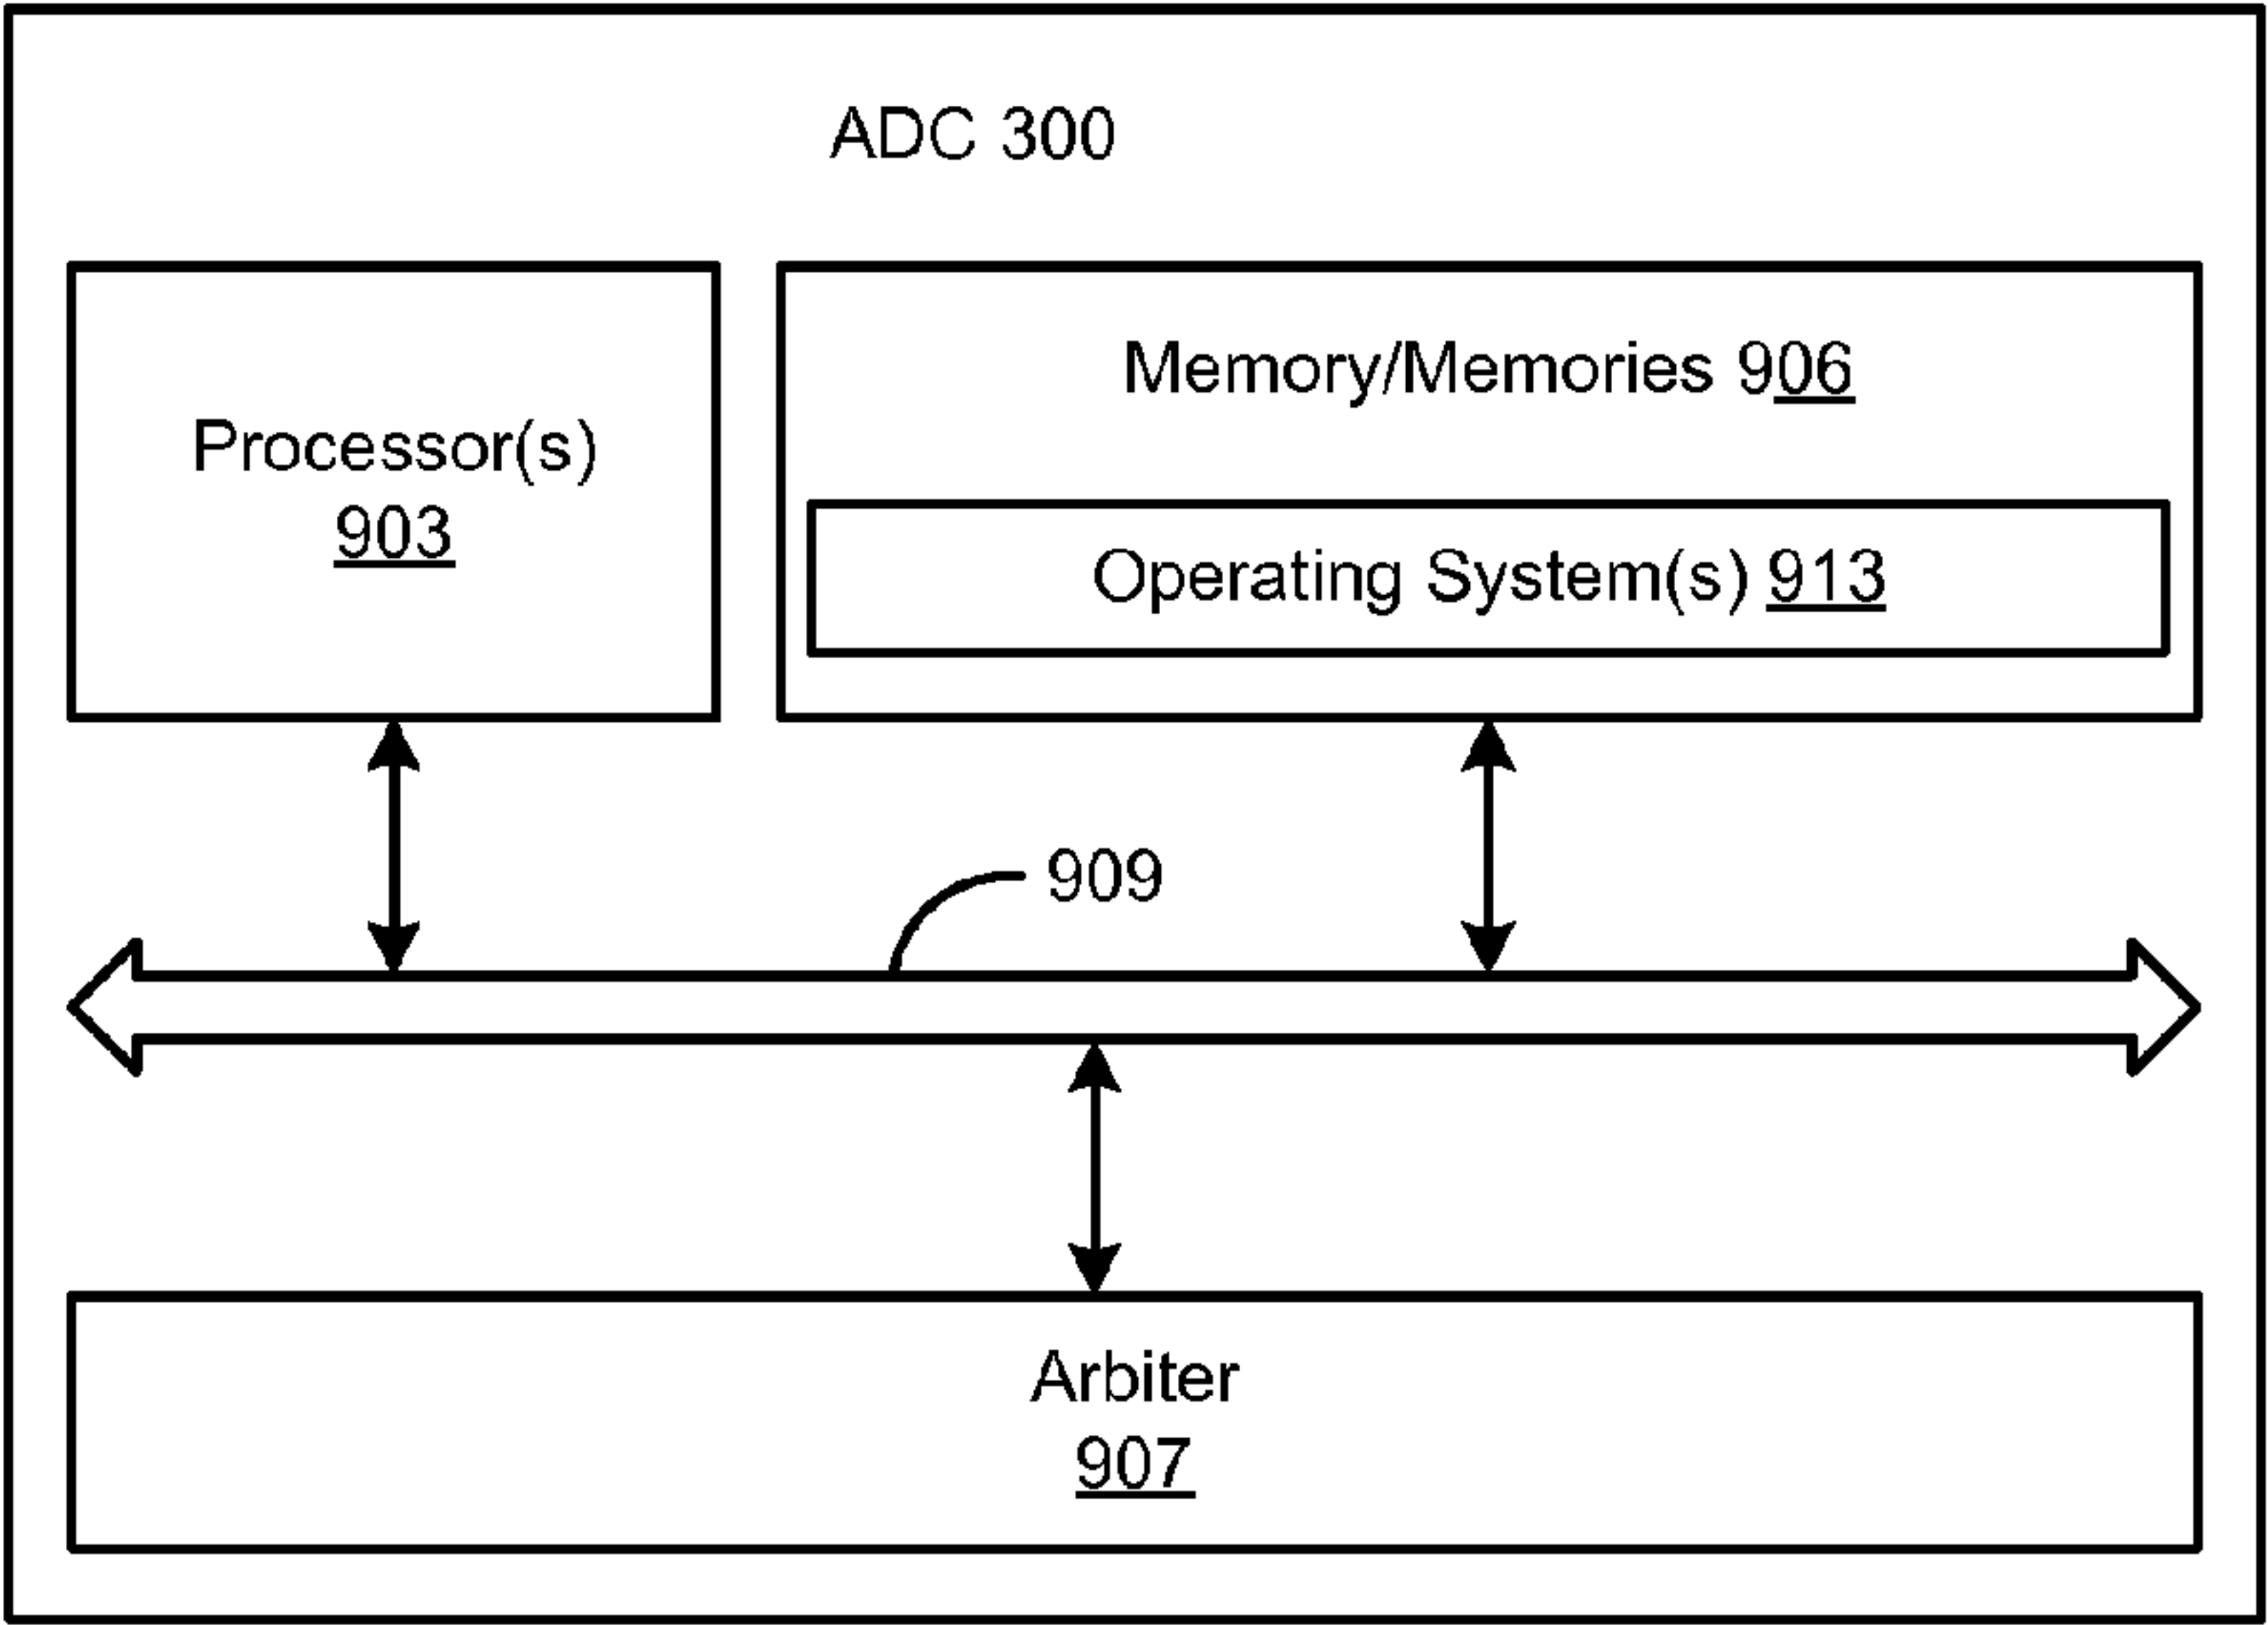 ADC 300
Processor(s)
903
Memory/Memories 906
Operating System(s) 913
909
Arbiter
907